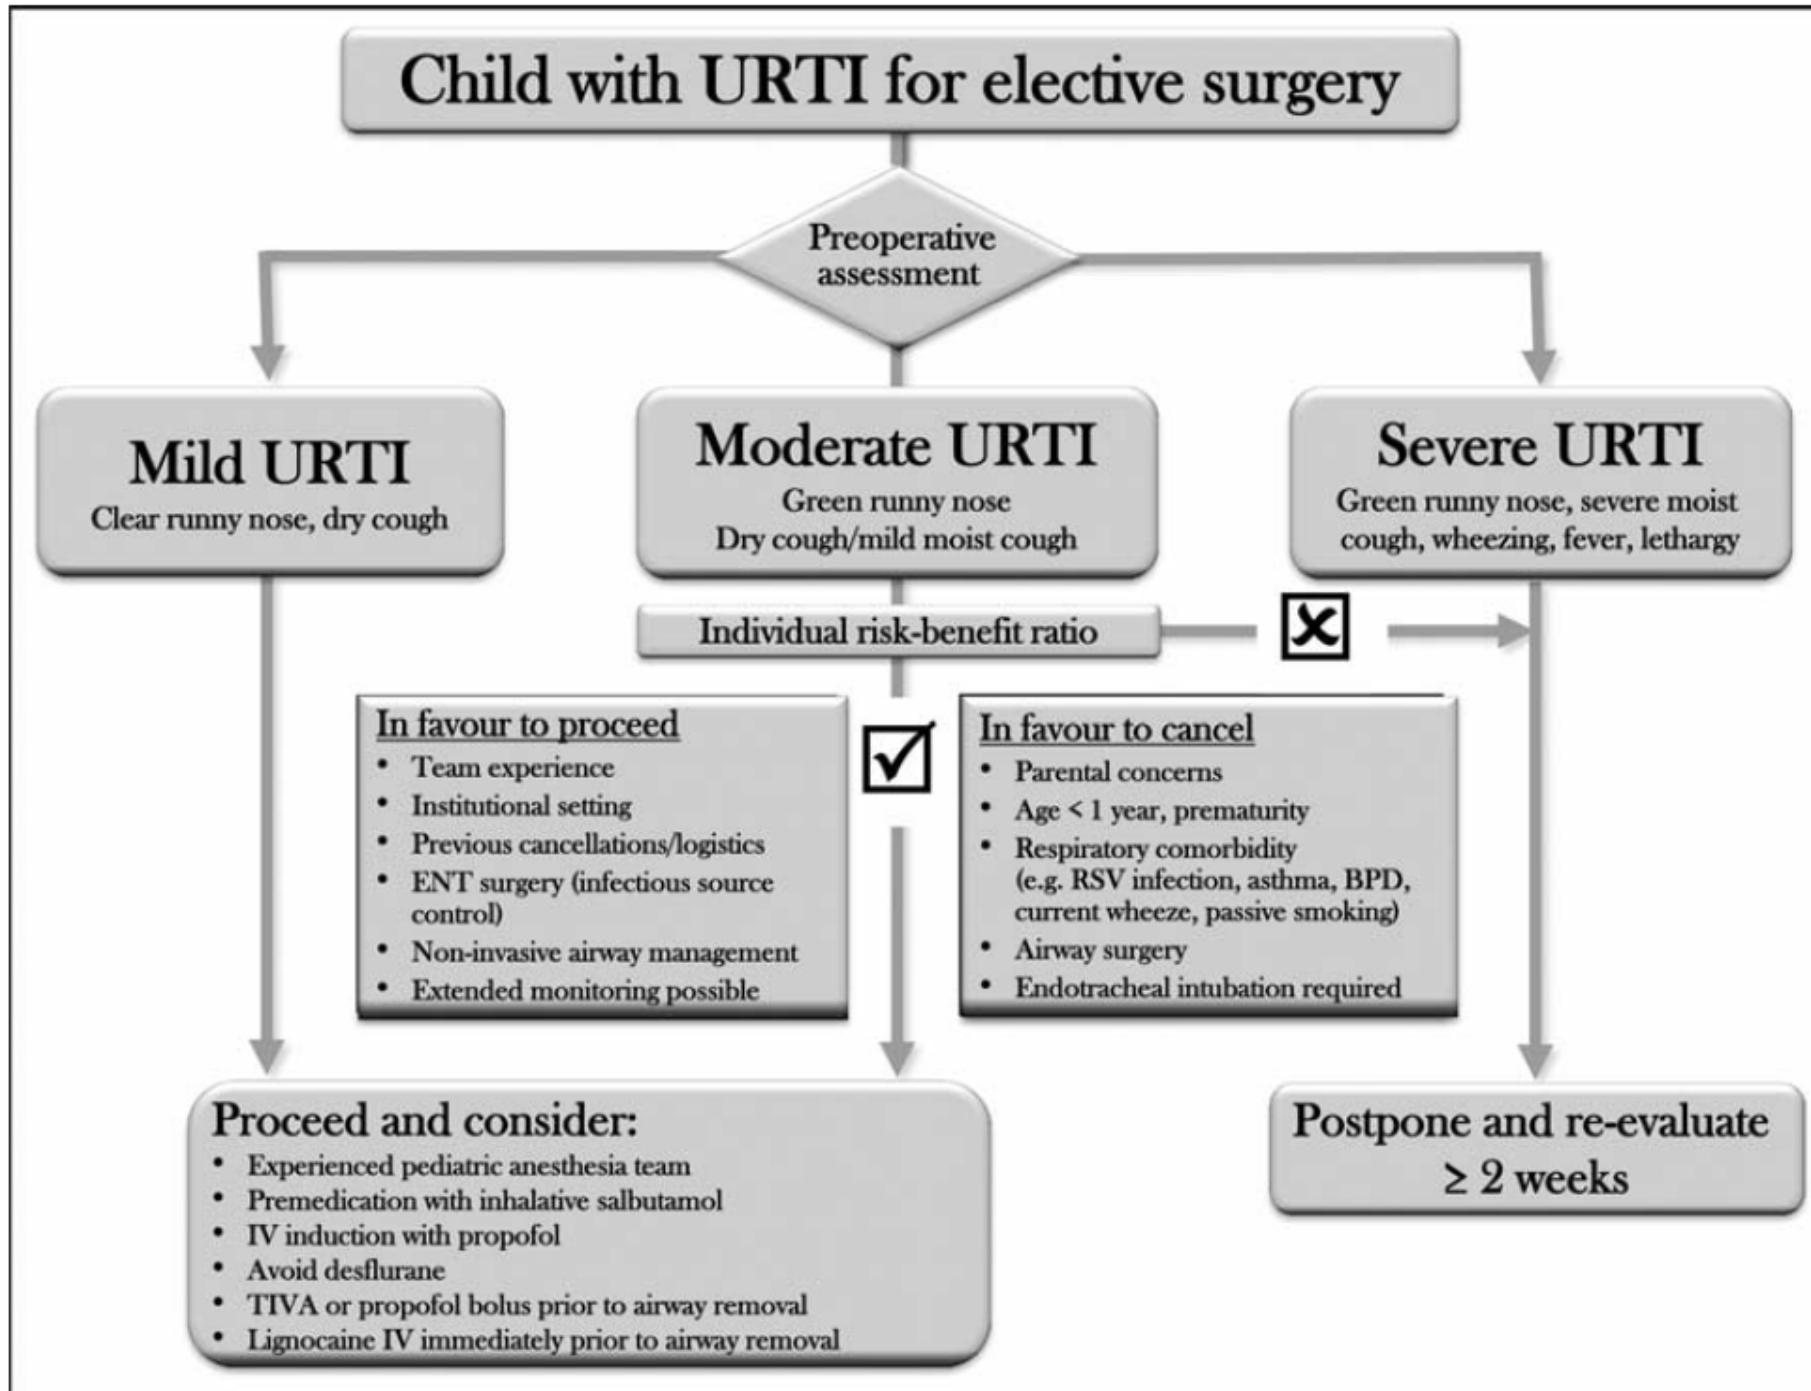 Child with URTI for elective surgery
Preoperative
assessment
Mild URTI
Clear runny nose, dry cough
Moderate URTI
Green runny nose
Dry cough/mild moist cough
Severe URTI
Green runny nose, severe moist
cough, wheezing, fever, lethargy
Individual risk-benefit ratio
In favour to proceed
• Team experience
• Institutional setting
• Previous cancellations/logistics
• ENT surgery (infectious source
control)
• Non-invasive airway management
• Extended monitoring possible
In favour to cancel
• Parental concerns
• Age < 1 year, prematurity
• Respiratory comorbidity
(e.g. RSV infection, asthma, BPD,
current wheeze, passive smoking)
• Airway surgery
• Endotracheal intubation required
Proceed and consider:
• Experienced pediatric anesthesia team
• Premedication with inhalative salbutamol
• IV induction with propofol
• Avoid desflurane
• TIVA or propofol bolus prior to airway removal
• Lignocaine IV immediately prior to airway removal
Postpone and re-evaluate
≥ 2 weeks